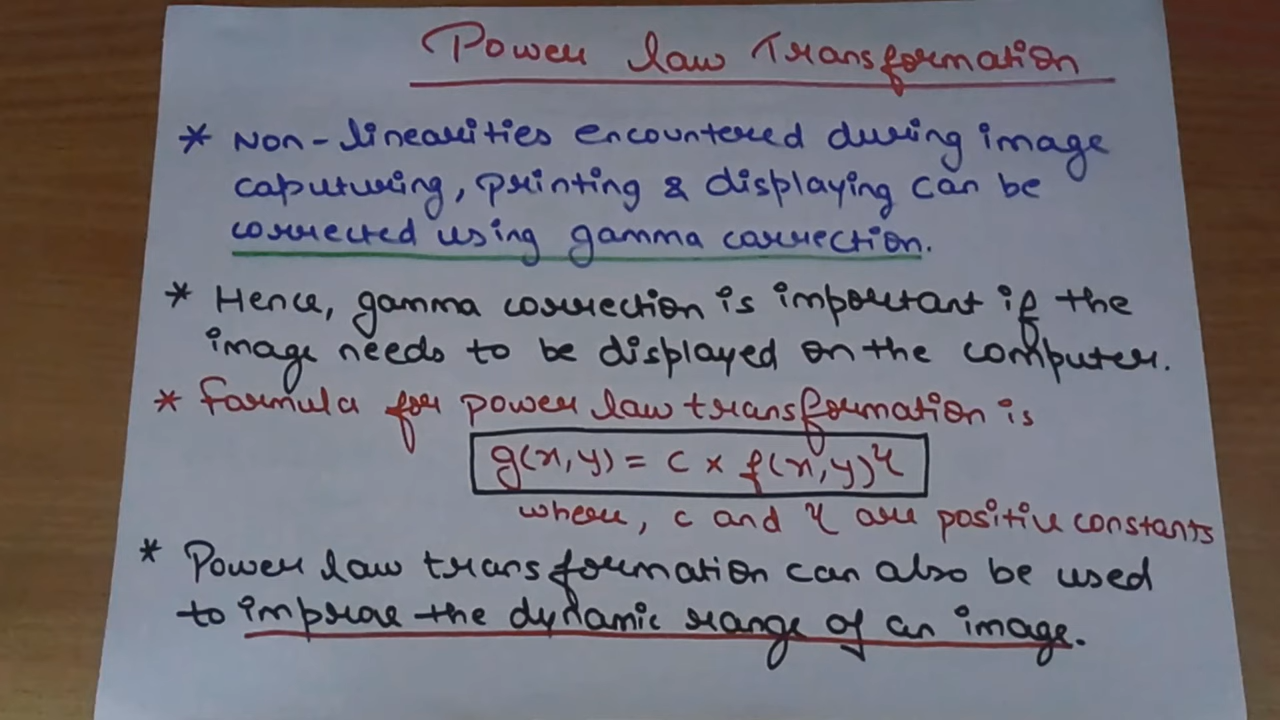 Power law Transformation
* Non-linearities encountered during image
caputuring, printing & displaying can be
corrected using gamma correction.
* Hence, gamma correction is important if the
image needs to be displayed on the computer.
* Formula for power law transformation is
g(x,y) = c × f(x,y)^γ
where, c and γ are positive constants
* Power law transformation can also be used
to improve the dynamic range of an image.